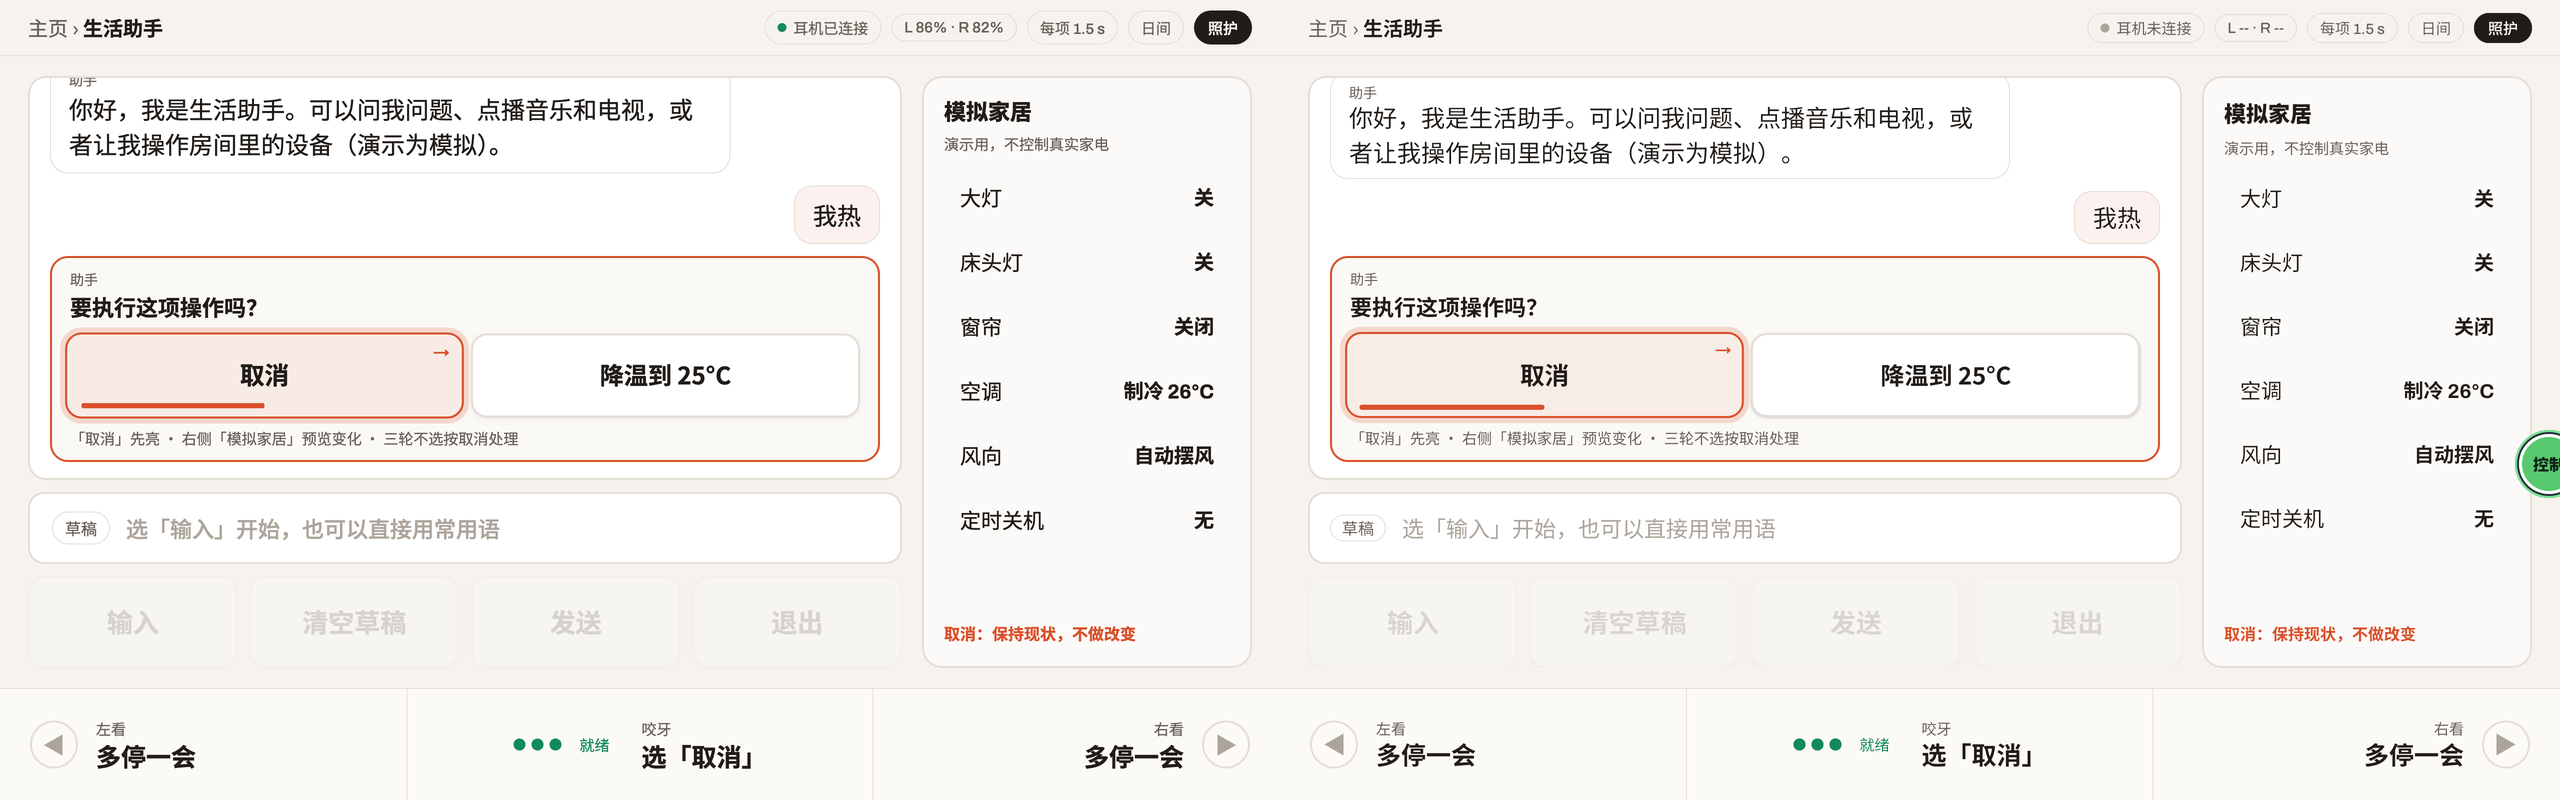 主页 › 生活助手
耳机已连接
L 86% · R 82%
每项 1.5 s
日间
照护
助手
你好，我是生活助手。可以问我问题、点播音乐和电视，或
者让我操作房间里的设备（演示为模拟）。
我热
助手
要执行这项操作吗？
取消 →
降温到 25°C
「取消」先亮 · 右侧「模拟家居」预览变化 · 三轮不选按取消处理
草稿 选「输入」开始，也可以直接用常用语
输入
清空草稿
发送
退出
模拟家居
演示用，不控制真实家电
大灯 关
床头灯 关
窗帘 关闭
空调 制冷 26°C
风向 自动摆风
定时关机 无
取消：保持现状，不做改变
左看
多停一会
就绪
咬牙
选「取消」
右看
多停一会
主页 › 生活助手
耳机未连接
L -- · R --
每项 1.5 s
日间
照护
助手
你好，我是生活助手。可以问我问题、点播音乐和电视，或
者让我操作房间里的设备（演示为模拟）。
我热
助手
要执行这项操作吗？
取消 →
降温到 25°C
「取消」先亮 · 右侧「模拟家居」预览变化 · 三轮不选按取消处理
草稿 选「输入」开始，也可以直接用常用语
输入
清空草稿
发送
退出
模拟家居
演示用，不控制真实家电
大灯 关
床头灯 关
窗帘 关闭
空调 制冷 26°C
风向 自动摆风
定时关机 无
取消：保持现状，不做改变
控制
左看
多停一会
就绪
咬牙
选「取消」
右看
多停一会